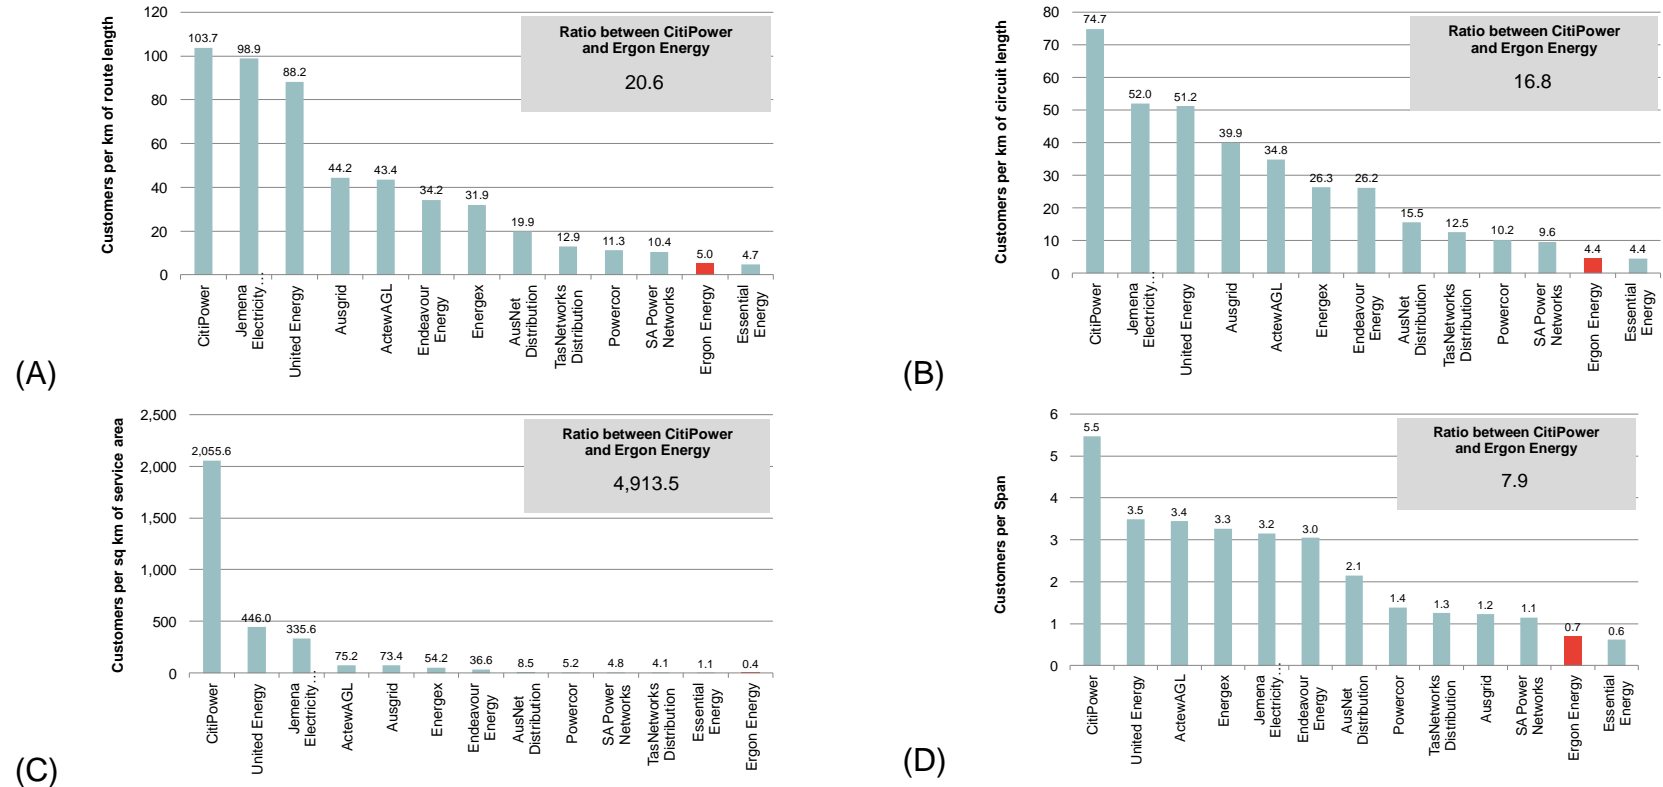 Customers per km of route length
120
100
80
60
40
20
0
103.7
98.9
88.2
44.2
43.4
34.2
31.9
19.9
12.9
11.3
10.4
5.0
4.7
Ratio between CitiPower
and Ergon Energy
20.6
CitiPower
Jemena
Electricity…
United Energy
Ausgrid
ActewAGL
Endeavour
Energy
Energex
AusNet
Distribution
TasNetworks
Distribution
Powercor
SA Power
Networks
Ergon Energy
Essential
Energy
(A)
Customers per km of circuit length
80
70
60
50
40
30
20
10
0
74.7
52.0
51.2
39.9
34.8
26.3
26.2
15.5
12.5
10.2
9.6
4.4
4.4
Ratio between CitiPower
and Ergon Energy
16.8
CitiPower
Jemena
Electricity…
United Energy
Ausgrid
ActewAGL
Energex
Endeavour
Energy
AusNet
Distribution
TasNetworks
Distribution
Powercor
SA Power
Networks
Ergon Energy
Essential
Energy
(B)
Customers per sq km of service area
2,500
2,000
1,500
1,000
500
0
2,055.6
446.0
335.6
75.2
73.4
54.2
36.6
8.5
5.2
4.8
4.1
1.1
0.4
Ratio between CitiPower
and Ergon Energy
4,913.5
CitiPower
United Energy
Jemena
Electricity…
ActewAGL
Ausgrid
Energex
Endeavour
Energy
AusNet
Distribution
Powercor
SA Power
Networks
TasNetworks
Distribution
Essential
Energy
Ergon Energy
(C)
Customers per Span
6
5
4
3
2
1
0
5.5
3.5
3.4
3.3
3.2
3.0
2.1
1.4
1.3
1.2
1.1
0.7
0.6
Ratio between CitiPower
and Ergon Energy
7.9
CitiPower
United Energy
ActewAGL
Energex
Jemena
Electricity…
Endeavour
Energy
AusNet
Distribution
Powercor
TasNetworks
Distribution
Ausgrid
SA Power
Networks
Ergon Energy
Essential
Energy
(D)